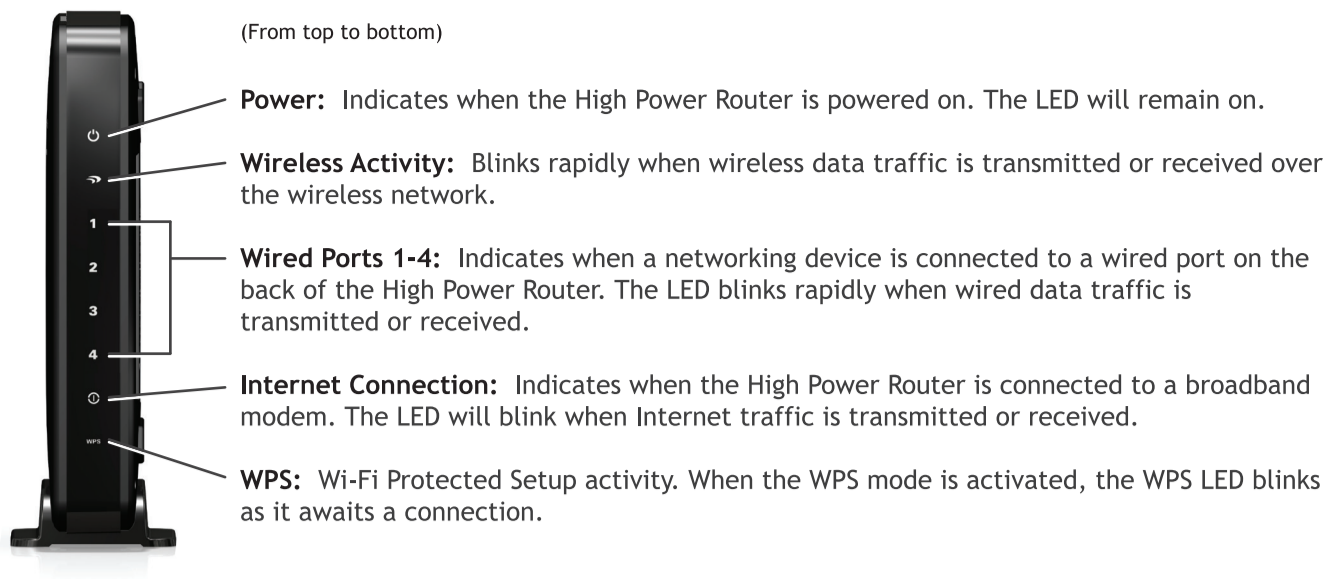 (From top to bottom)
Power: Indicates when the High Power Router is powered on. The LED will remain on.
Wireless Activity: Blinks rapidly when wireless data traffic is transmitted or received over
the wireless network.
1
Wired Ports 1-4: Indicates when a networking device is connected to a wired port on the
2
back of the High Power Router. The LED blinks rapidly when wired data traffic is
3
transmitted or received.
4
Internet Connection: Indicates when the High Power Router is connected to a broadband
modem. The LED will blink when Internet traffic is transmitted or received.
WPS
WPS: Wi-Fi Protected Setup activity. When the WPS mode is activated, the WPS LED blinks
as it awaits a connection.